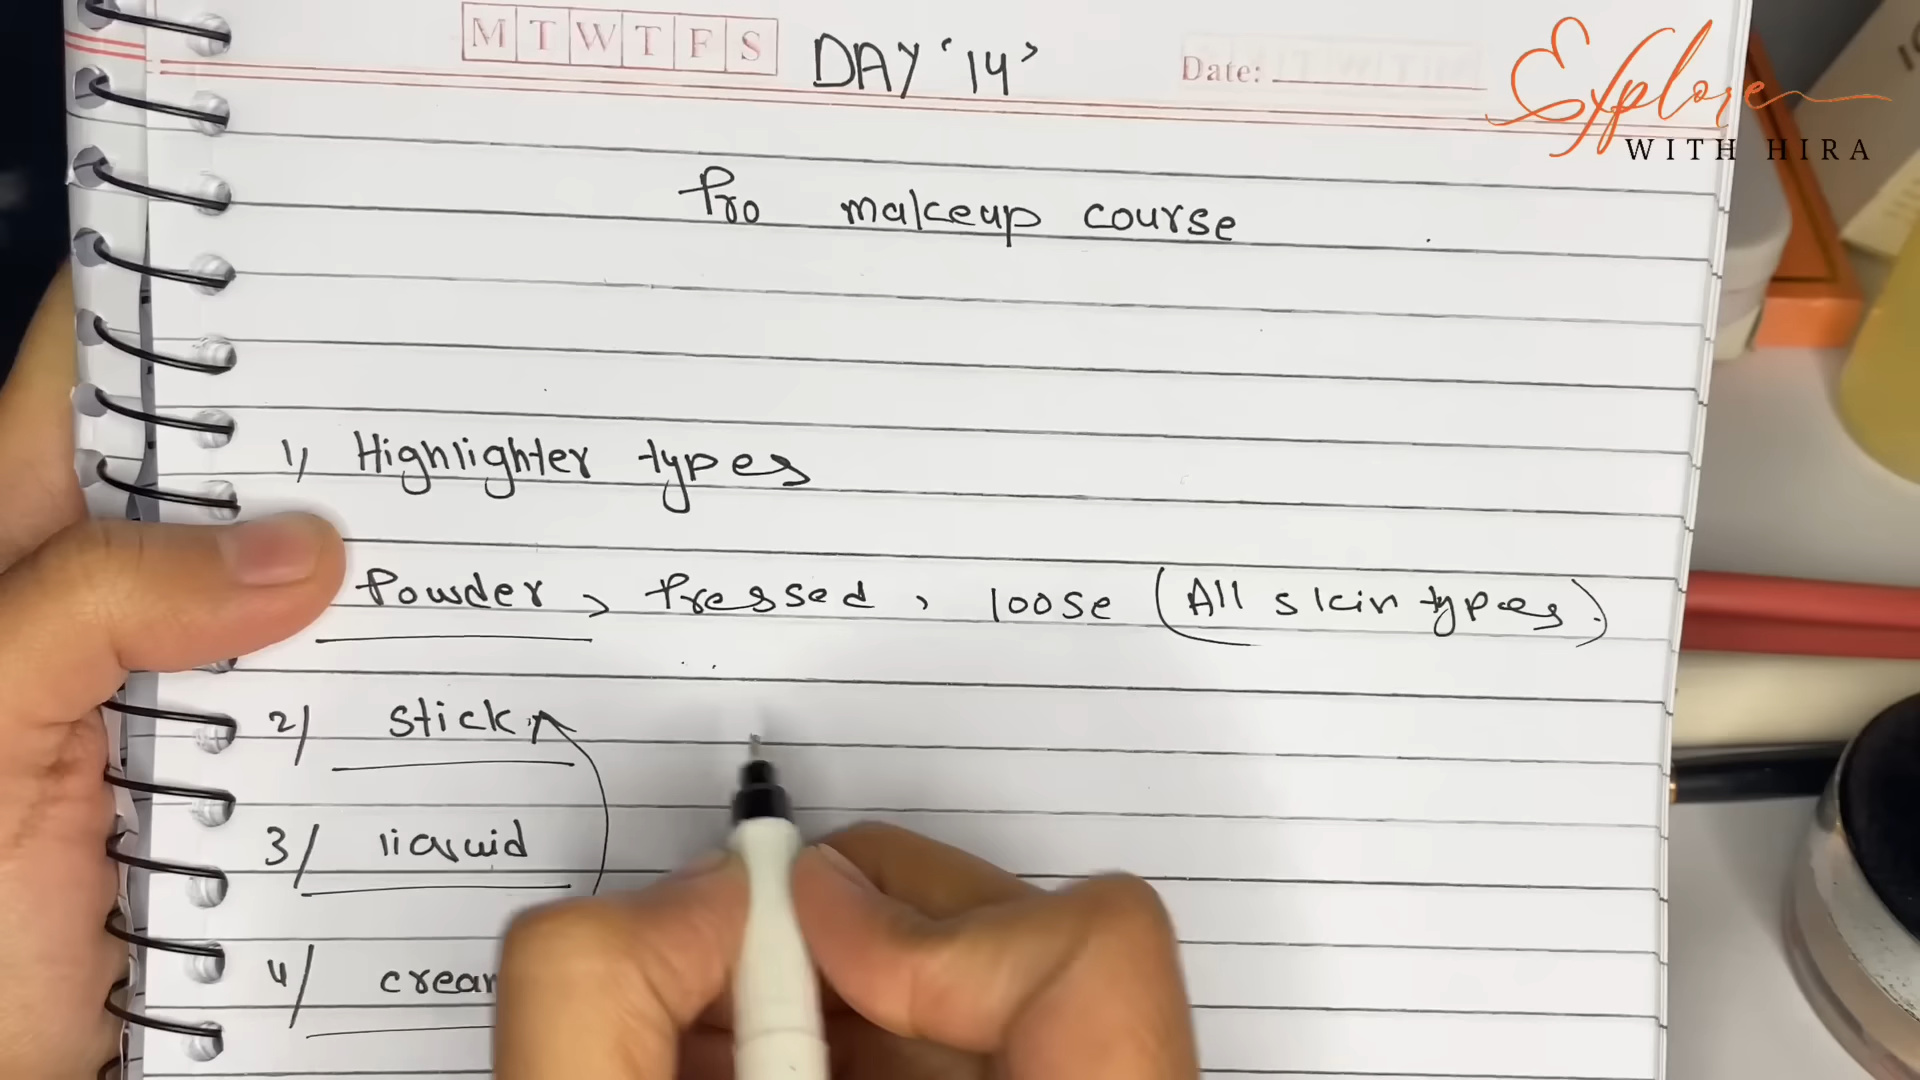 M T W T F S
DAY '14'
Date:
Explore
WITH HIRA
Pro makeup course
1) Highlighter types
Powder > Pressed, loose (All skin types).
2) stick
3) liquid
4) cream